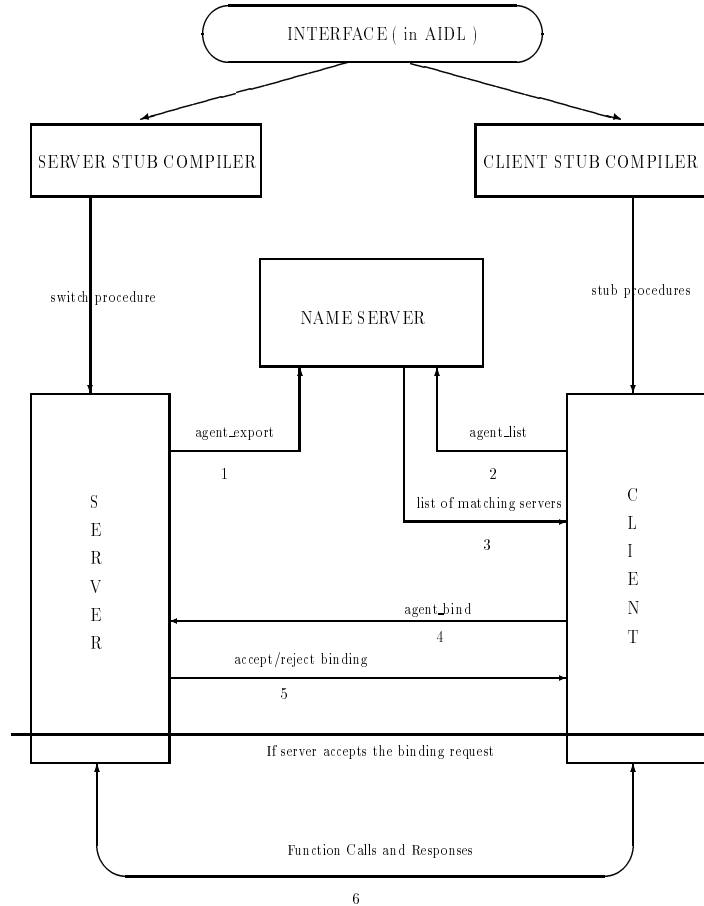 INTERFACE ( in AIDL )
SERVER STUB COMPILER
CLIENT STUB COMPILER
switch procedure
stub procedures
NAME SERVER
agent_export
1
agent_list
2
list of matching servers
3
S
E
R
V
E
R
C
L
I
E
N
T
agent_bind
4
accept/reject binding
5
If server accepts the binding request
Function Calls and Responses
6